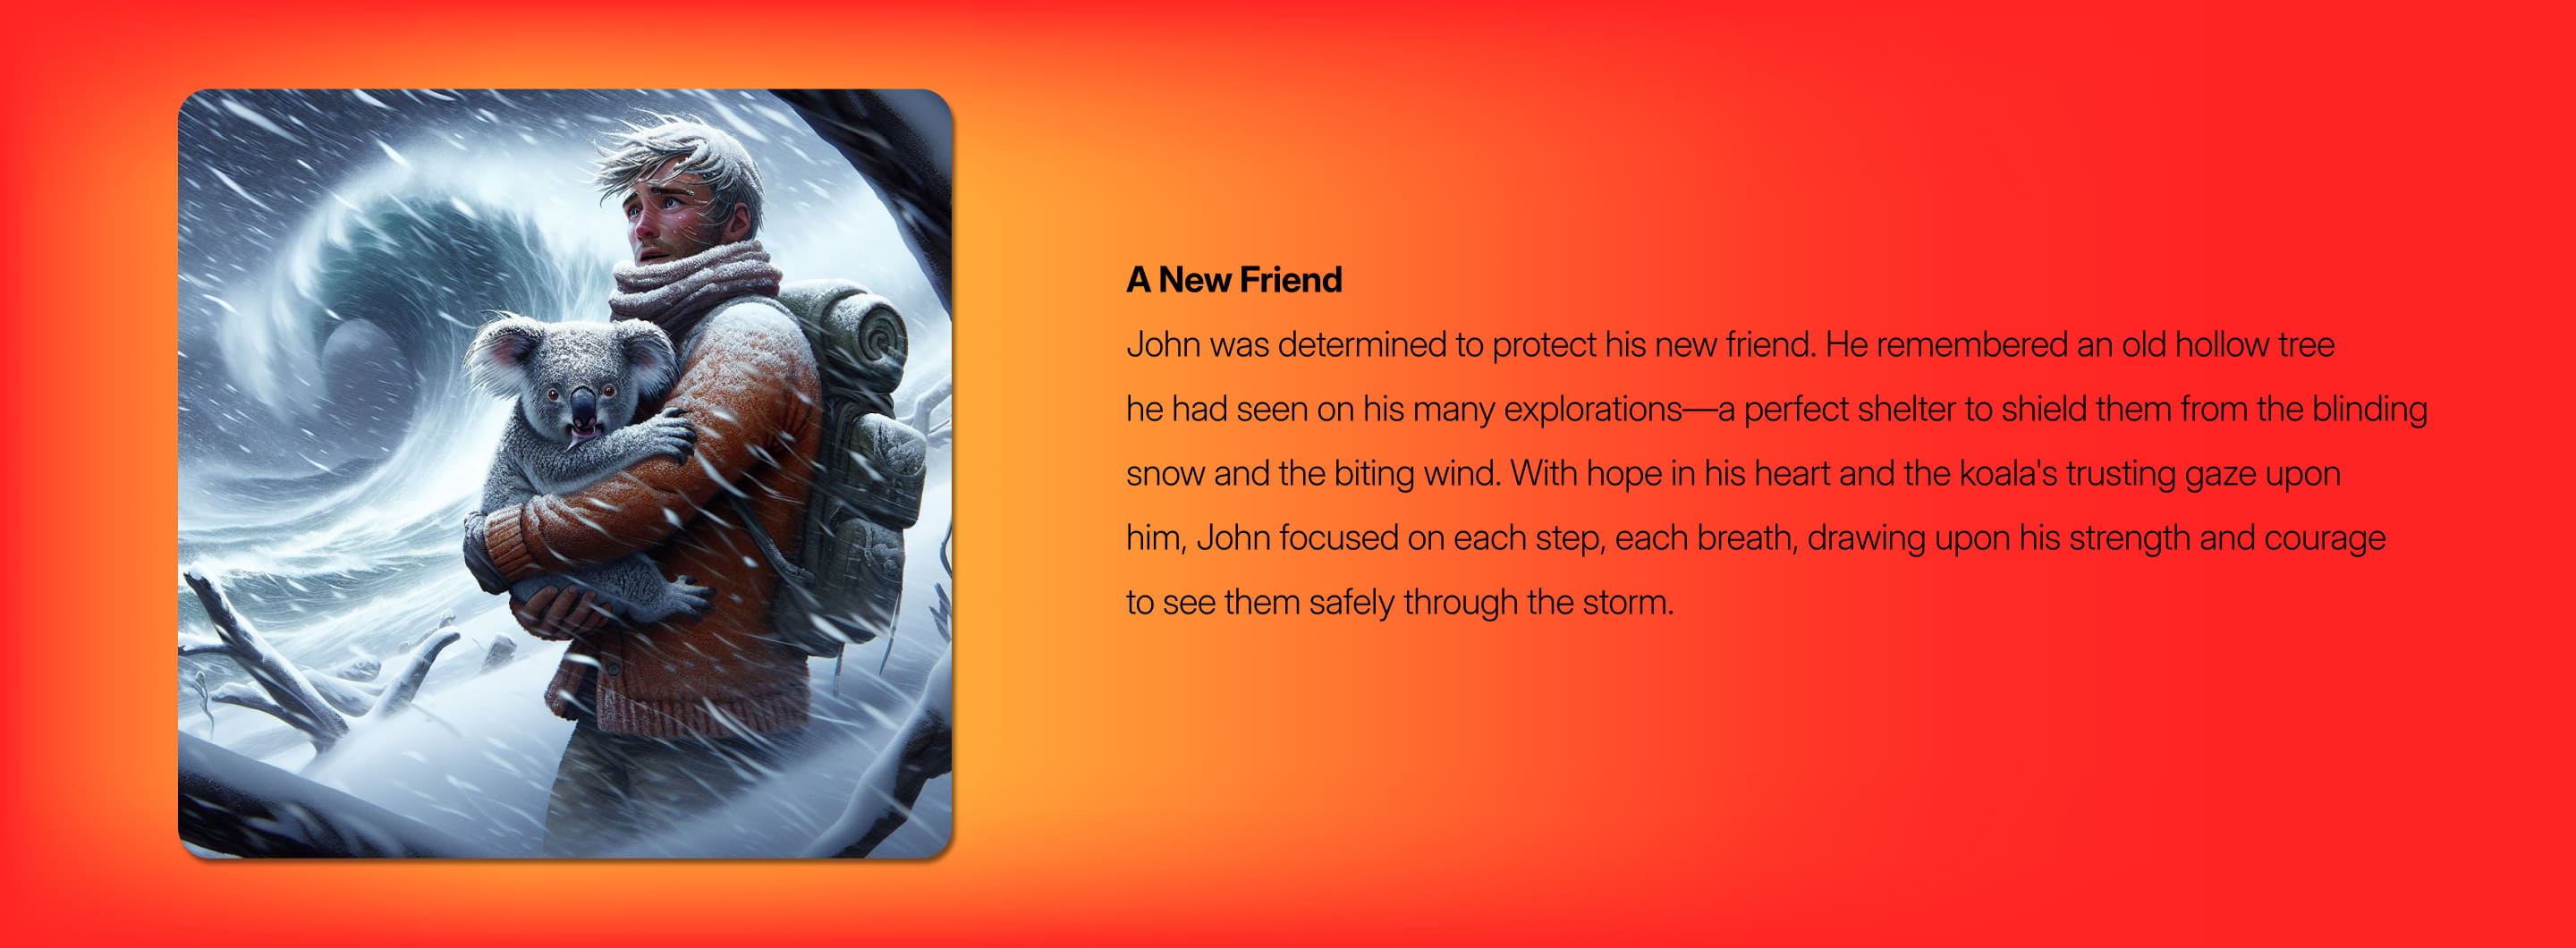 A New Friend
John was determined to protect his new friend. He remembered an old hollow tree
he had seen on his many explorations—a perfect shelter to shield them from the blinding
snow and the biting wind. With hope in his heart and the koala's trusting gaze upon
him, John focused on each step, each breath, drawing upon his strength and courage
to see them safely through the storm.